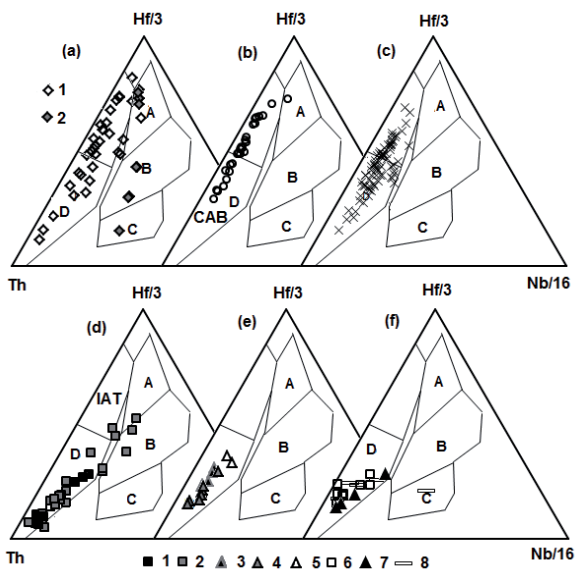 Hf/3 Hf/3 Hf/3
(a) (b) (c)
1
2
A A A
B B B
D D
CAB
C C C
Th Nb/16
Hf/3 Hf/3 Hf/3
(d) (e) (f)
IAT A A A
D B B D B
C C C
Th Nb/16
1 2 3 4 5 6 7 8